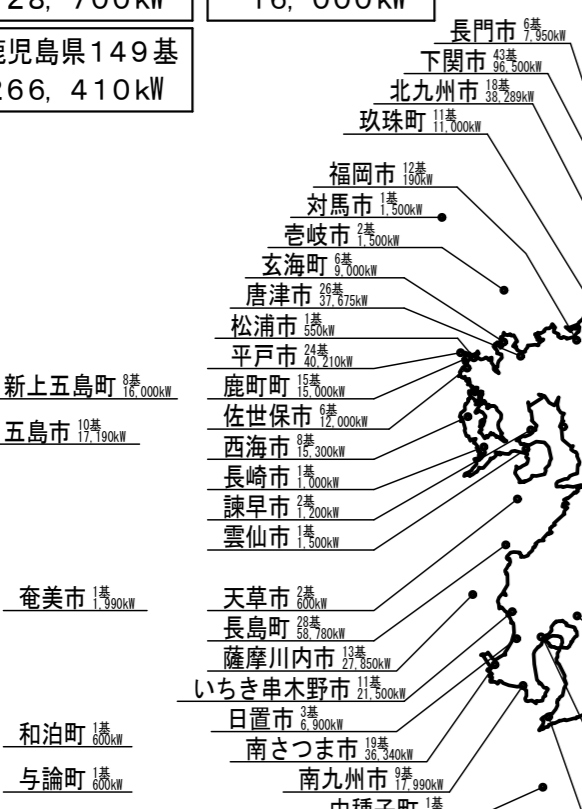 28,700kW
16,000kW
鹿児島県149基
266,410kW
長門市 6基 7,950kW
下関市 43基 96,500kW
北九州市 18基 38,289kW
玖珠町 11基 11,000kW
福岡市 12基 190kW
対馬市 1基 1,500kW
壱岐市 2基 1,500kW
玄海町 6基 9,000kW
唐津市 26基 37,675kW
松浦市 1基 550kW
平戸市 24基 40,210kW
新上五島町 8基 16,000kW
鹿町町 15基 15,000kW
佐世保市 6基 12,000kW
五島市 10基 17,190kW
西海市 8基 15,300kW
長崎市 1基 1,000kW
諫早市 2基 1,200kW
雲仙市 1基 1,500kW
奄美市 1基 1,990kW
天草市 2基 600kW
長島町 28基 58,780kW
薩摩川内市 13基 27,850kW
いちき串木野市 11基 21,500kW
日置市 3基 6,900kW
和泊町 1基 600kW
南さつま市 19基 36,340kW
与論町 1基 600kW
南九州市 9基 17,990kW
中種子町 1基